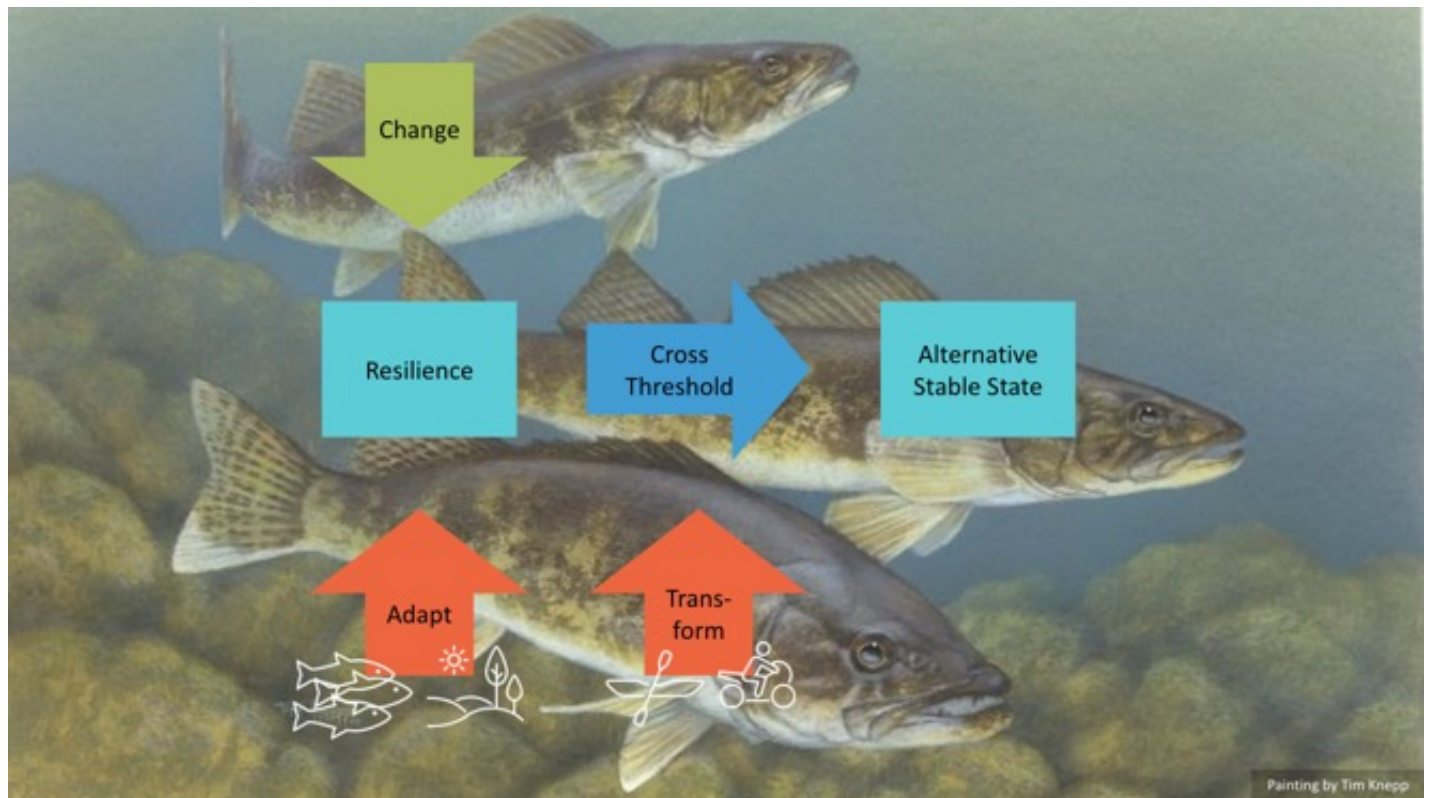 Change
Resilience
Cross
Threshold
Alternative
Stable State
Adapt
Trans-
form
Painting by Tim Knepp